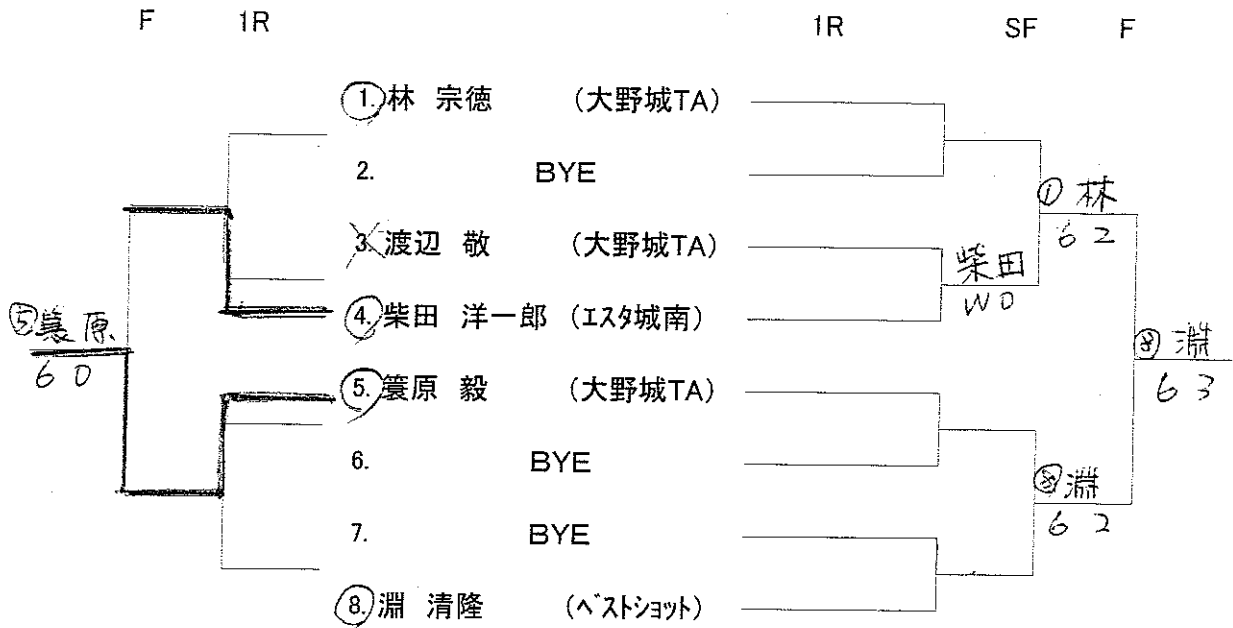 F 1R 1R SF F
①. 林 宗徳 (大野城TA)
2. BYE
① 林
6 2
3. 渡辺 敬 (大野城TA)
柴田
W0
④. 柴田 洋一郎 (エスタ城南)
⑤ 簑原
6 0
⑧ 淵
6 3
⑤. 簑原 毅 (大野城TA)
6. BYE
⑧ 淵
6 2
7. BYE
⑧. 淵 清隆 (ベストショット)